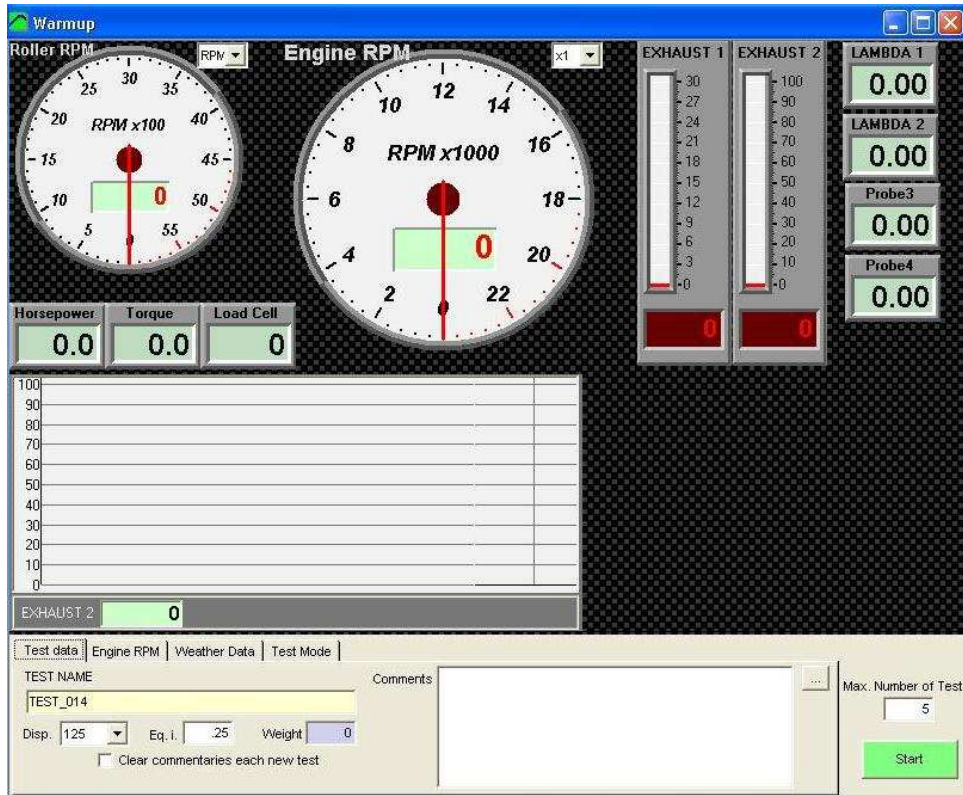 Warmup
Roller RPM
RPM
Engine RPM
x1
EXHAUST 1
EXHAUST 2
LAMBDA 1
0.00
LAMBDA 2
0.00
Probe3
0.00
Probe4
0.00
0
5
10
15
20
25
30
35
40
45
50
55
RPM x100
0
0
2
4
6
8
10
12
14
16
18
20
22
RPM x1000
0
30
27
24
21
18
15
12
9
6
3
0
0
100
90
80
70
60
50
40
30
20
10
0
0
Horsepower
0.0
Torque
0.0
Load Cell
0
100
90
80
70
60
50
40
30
20
10
0
EXHAUST 2 0
Test data Engine RPM Weather Data Test Mode
TEST NAME
TEST_014
Disp. 125 Eq. i. .25 Weight 0
Clear commentaries each new test
Comments
...
Max. Number of Test
5
Start